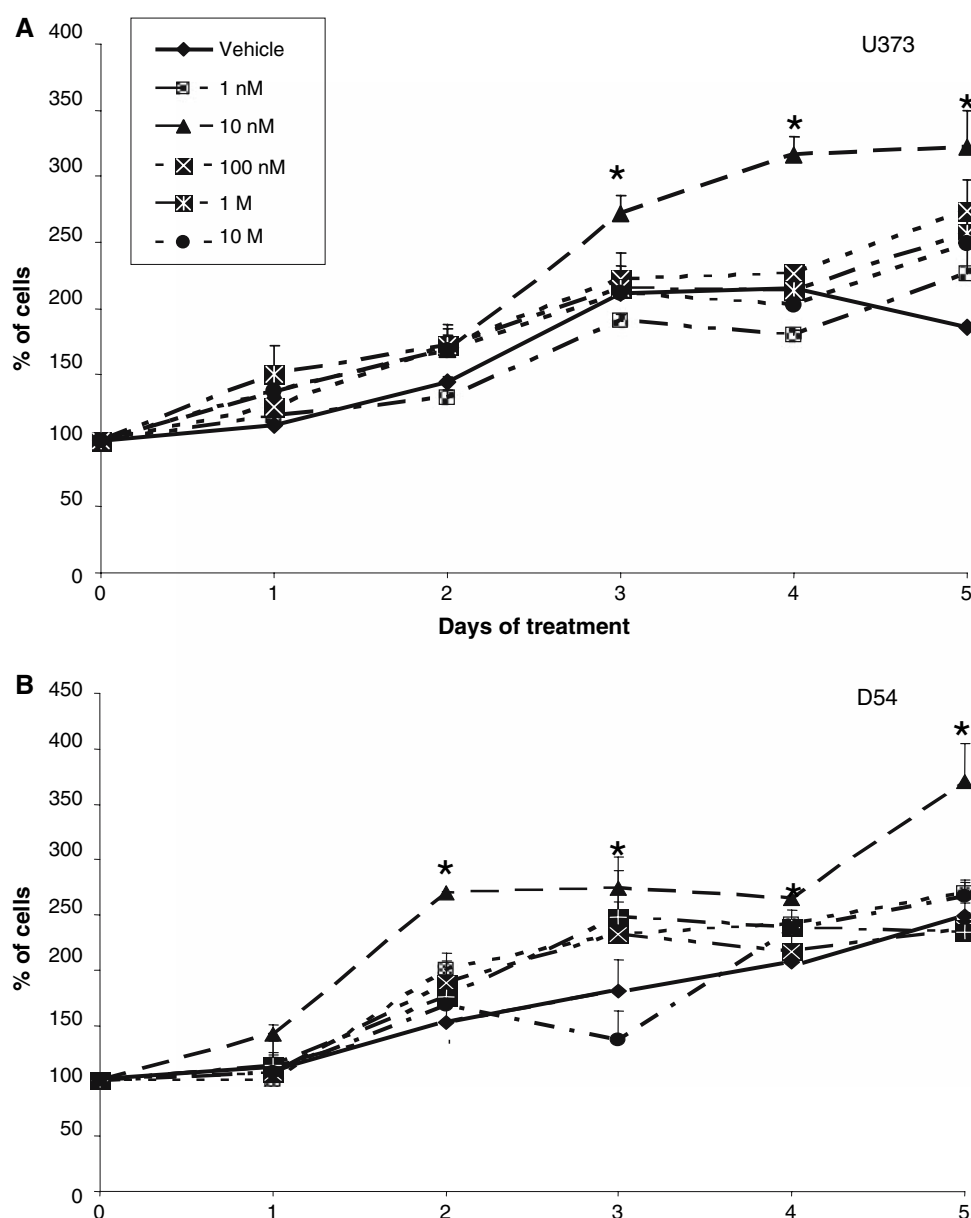 A
U373
400
350
300
250
200
150
100
50
0
% of cells
Vehicle
1 nM
10 nM
100 nM
1 M
10 M
*
*
*
0 1 2 3 4 5
Days of treatment
B
D54
450
400
350
300
250
200
150
100
50
0
% of cells
*
*
*
*
0 1 2 3 4 5